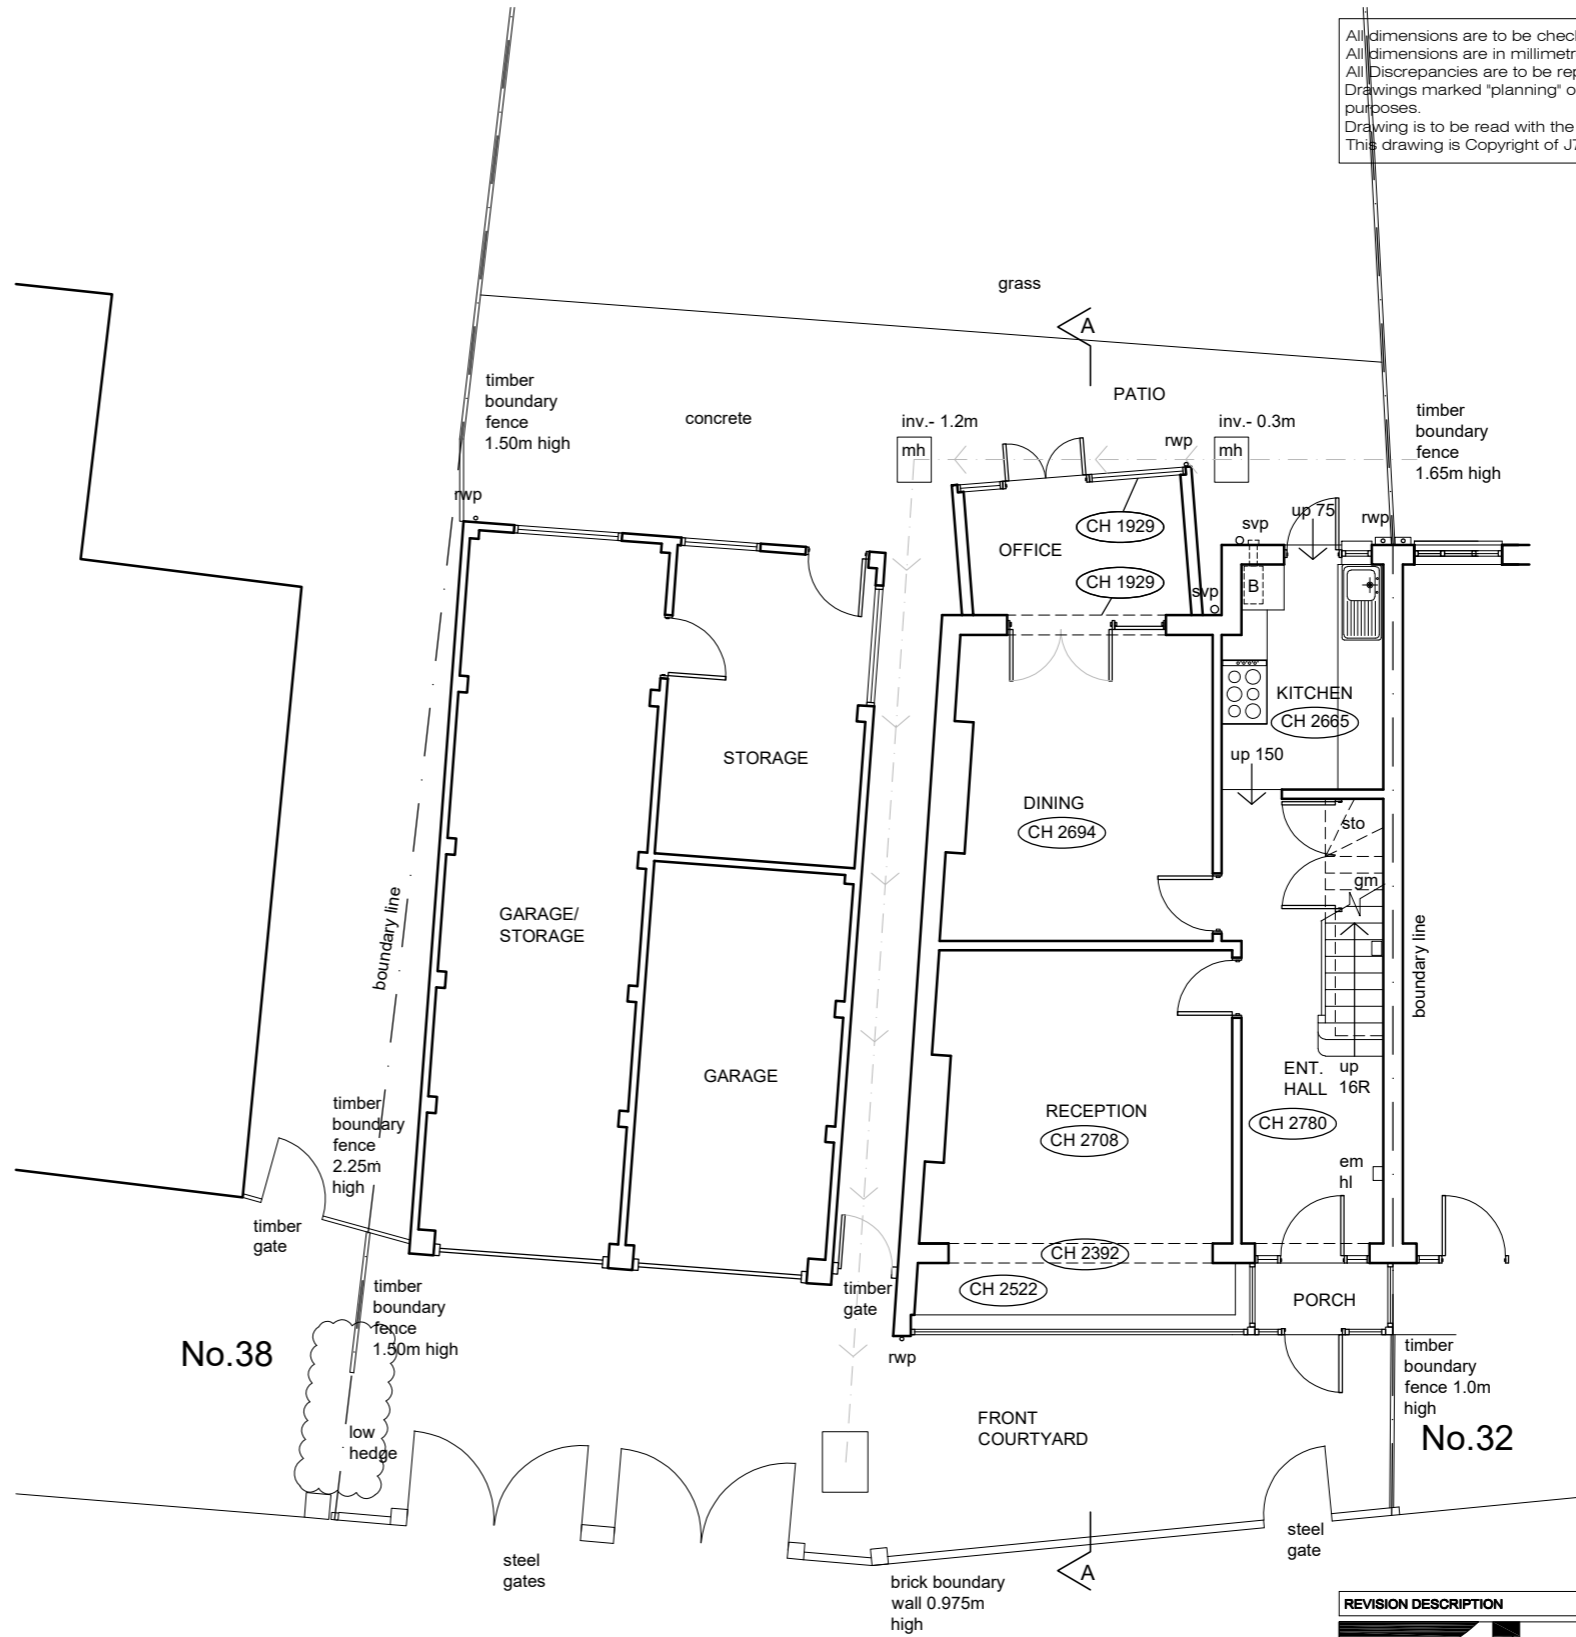 All dimensions are to be
All dimensions are in
All Discrepancies are to be
Drawings marked "planning"
purposes.
Drawing is to be read with the
This drawing is Copyright of
grass
A
PATIO
timber
boundary
fence
1.50m high
concrete
inv.- 1.2m
mh
rwp
inv.- 0.3m
mh
timber
boundary
fence
1.65m high
rwp
CH 1929
OFFICE
CH 1929
svp
up 75
rwp
svp
B
KITCHEN
CH 2665
up 150
STORAGE
DINING
CH 2694
sto
gm
GARAGE/
STORAGE
boundary line
boundary line
GARAGE
RECEPTION
CH 2708
ENT.
HALL
up
16R
CH 2780
em
hl
timber
boundary
fence
2.25m
high
timber
gate
CH 2392
CH 2522
PORCH
timber
gate
timber
boundary
fence
1.50m high
No.38
rwp
timber
boundary
fence 1.0m
high
No.32
low
hedge
FRONT
COURTYARD
steel
gates
steel
gate
A
brick boundary
wall 0.975m
high
REVISION DESCRIPTION